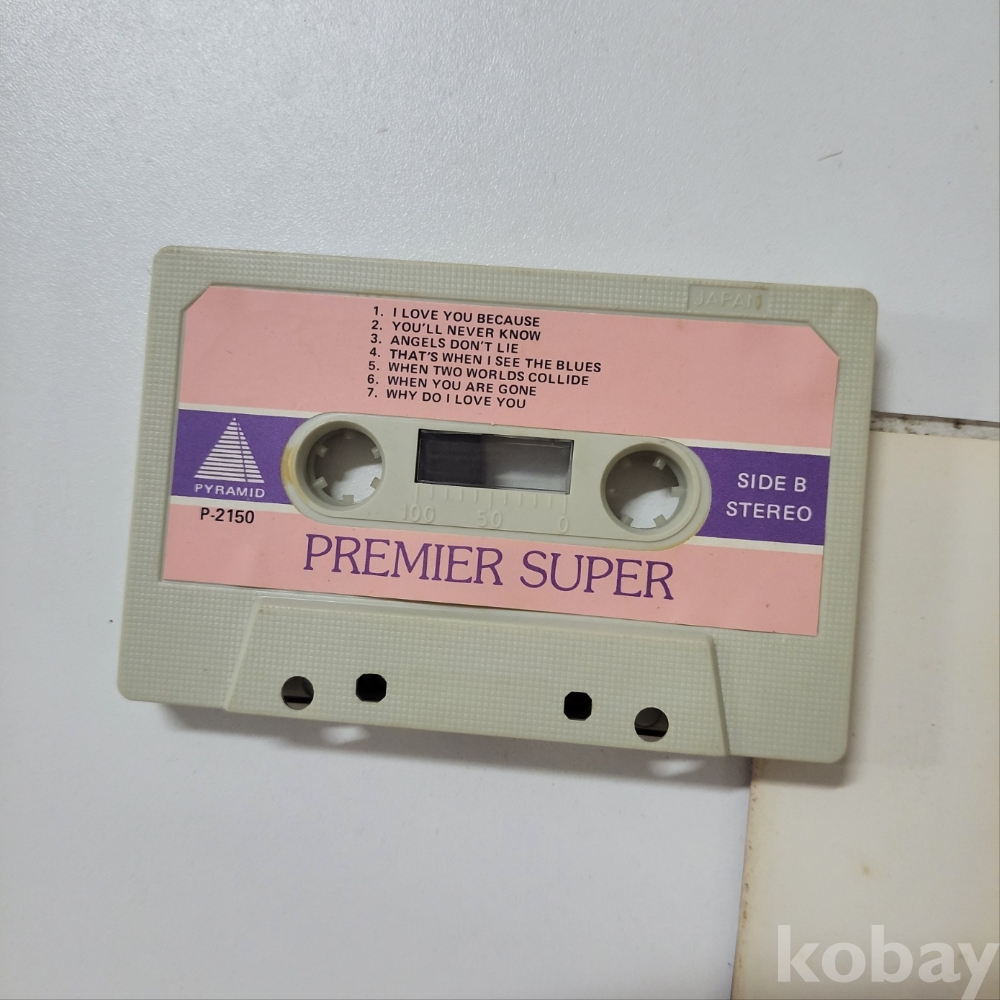 JAPAN
1. I LOVE YOU BECAUSE
2. YOU'LL NEVER KNOW
3. ANGELS DON'T LIE
4. THAT'S WHEN I SEE THE BLUES
5. WHEN TWO WORLDS COLLIDE
6. WHEN YOU ARE GONE
7. WHY DO I LOVE YOU
PYRAMID
P-2150
100 50 0
SIDE B
STEREO
PREMIER SUPER
kobay